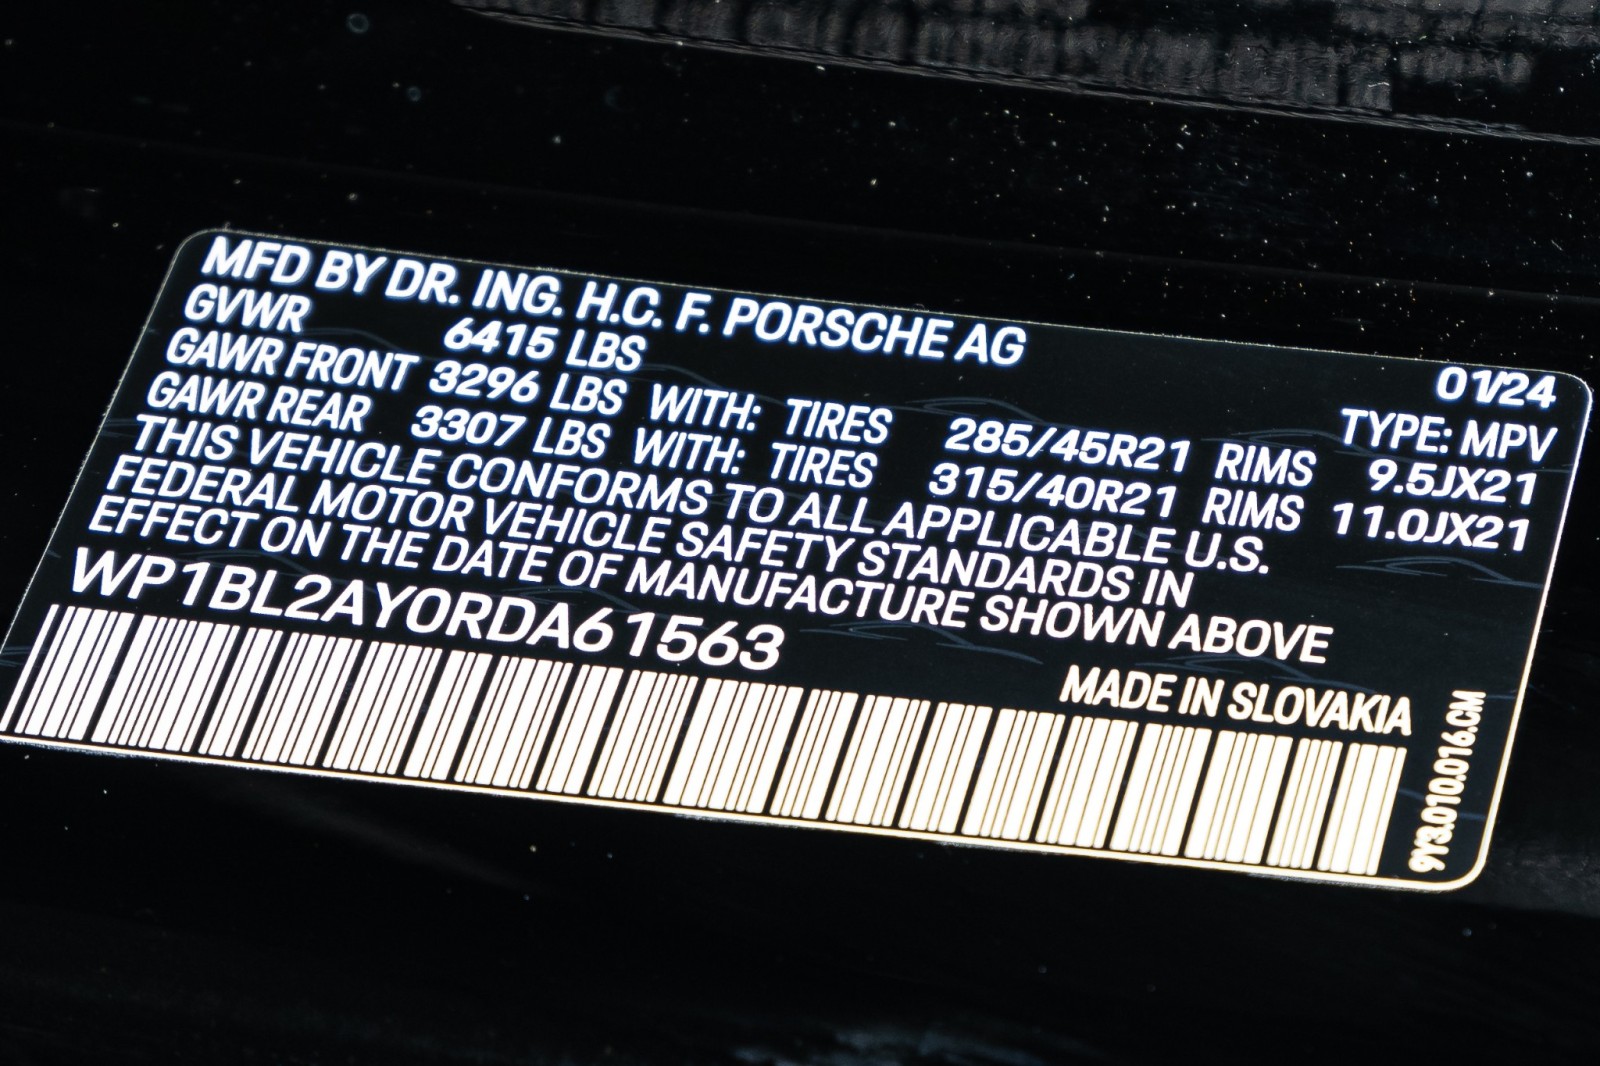 MFD BY DR. ING. H.C. F. PORSCHE AG
01/24
GVWR 6415 LBS
TYPE: MPV
GAWR FRONT 3296 LBS WITH: TIRES 285/45R21 RIMS 9.5JX21
GAWR REAR 3307 LBS WITH: TIRES 315/40R21 RIMS 11.0JX21
THIS VEHICLE CONFORMS TO ALL APPLICABLE U.S.
FEDERAL MOTOR VEHICLE SAFETY STANDARDS IN
EFFECT ON THE DATE OF MANUFACTURE SHOWN ABOVE
WP1BL2AY0RDA61563
MADE IN SLOVAKIA
9Y3.010.016.CM